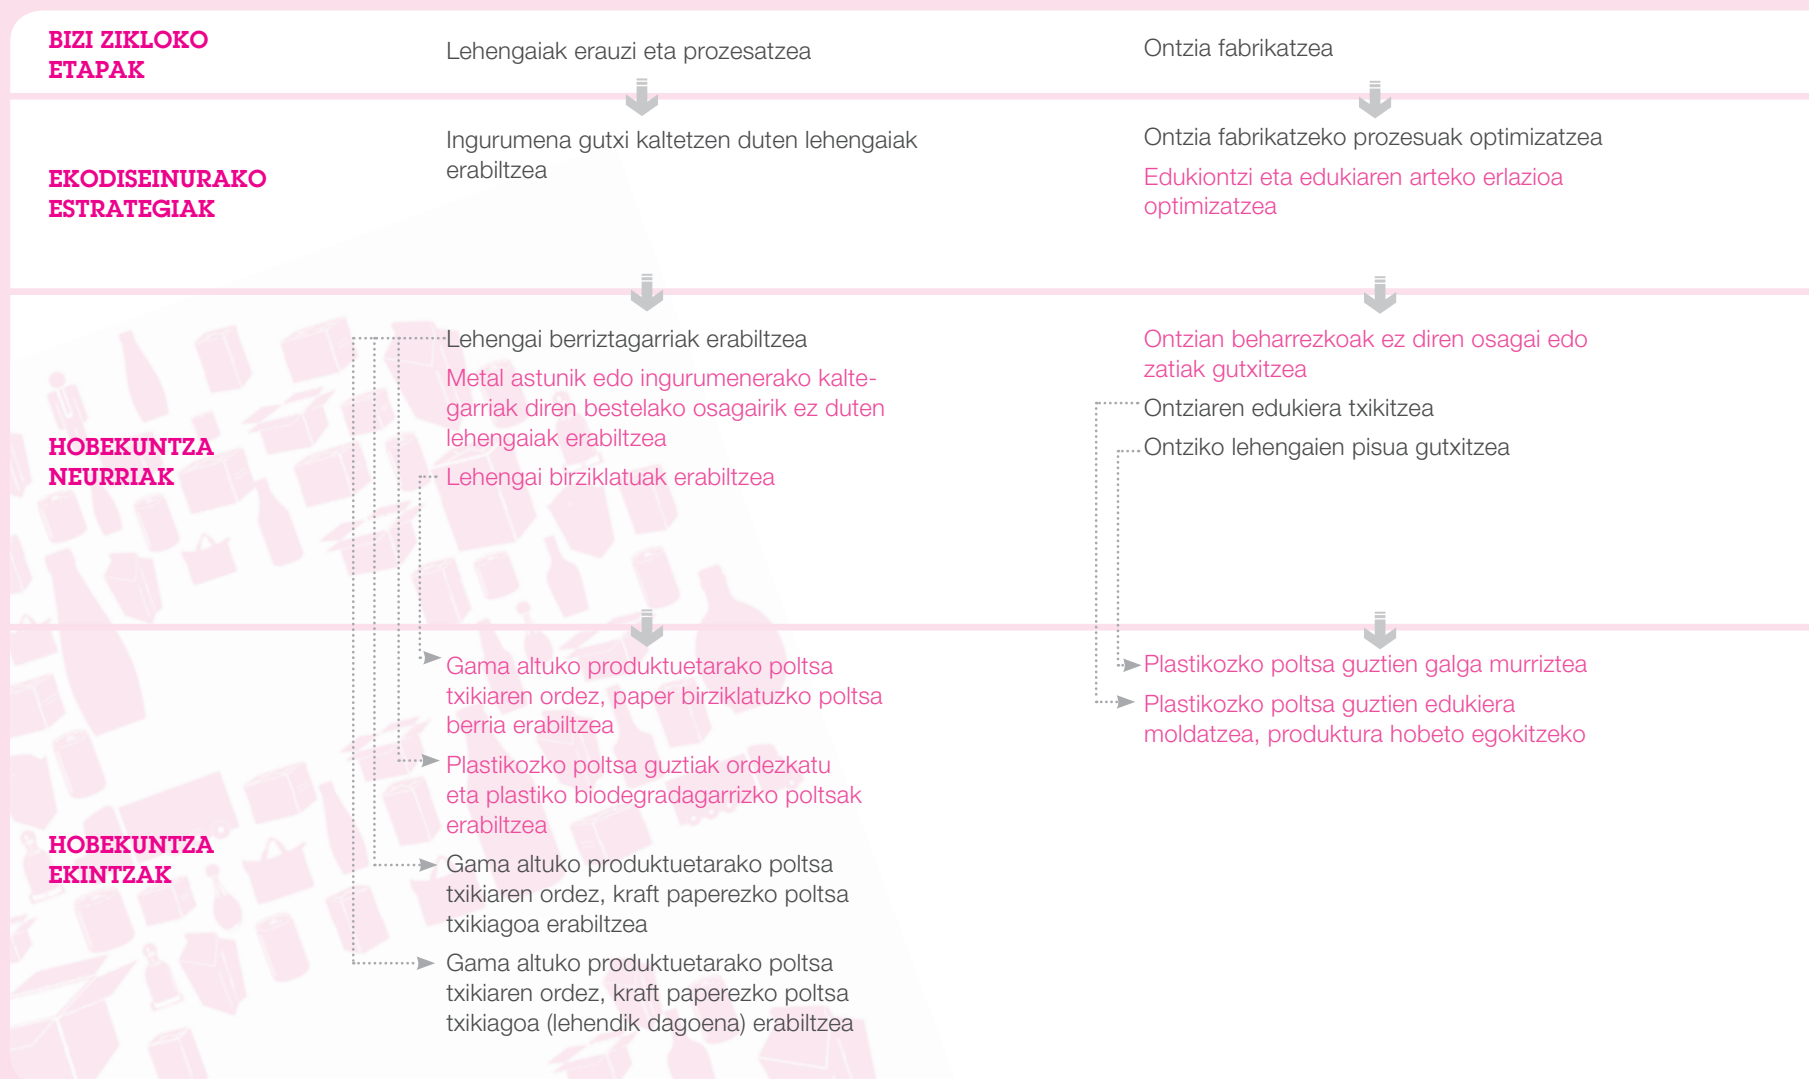 BIZI ZIKLOKO
ETAPAK
Lehengaiak erauzi eta prozesatzea
Ontzia fabrikatzea
EKODISEINURAKO
ESTRATEGIAK
Ingurumena gutxi kaltetzen duten lehengaiak
erabiltzea
Ontzia fabrikatzeko prozesuak optimizatzea
Edukiontzi eta edukiaren arteko erlazioa
optimizatzea
HOBEKUNTZA
NEURRIAK
Lehengai berriztagarriak erabiltzea
Metal astunik edo ingurumenerako kalte-
garriak diren bestelako osagairik ez duten
lehengaiak erabiltzea
Lehengai birziklatuak erabiltzea
Ontzian beharrezkoak ez diren osagai edo
zatiak gutxitzea
Ontziaren edukiera txikitzea
Ontziko lehengaien pisua gutxitzea
HOBEKUNTZA
EKINTZAK
Gama altuko produktuetarako poltsa
txikiaren ordez, paper birziklatuzko poltsa
berria erabiltzea
Plastikozko poltsa guztiak ordezkatu
eta plastiko biodegradagarrizko poltsak
erabiltzea
Gama altuko produktuetarako poltsa
txikiaren ordez, kraft paperezko poltsa
txikiagoa erabiltzea
Gama altuko produktuetarako poltsa
txikiaren ordez, kraft paperezko poltsa
txikiagoa (lehendik dagoena) erabiltzea
Plastikozko poltsa guztien galga murriztea
Plastikozko poltsa guztien edukiera
moldatzea, produktura hobeto egokitzeko